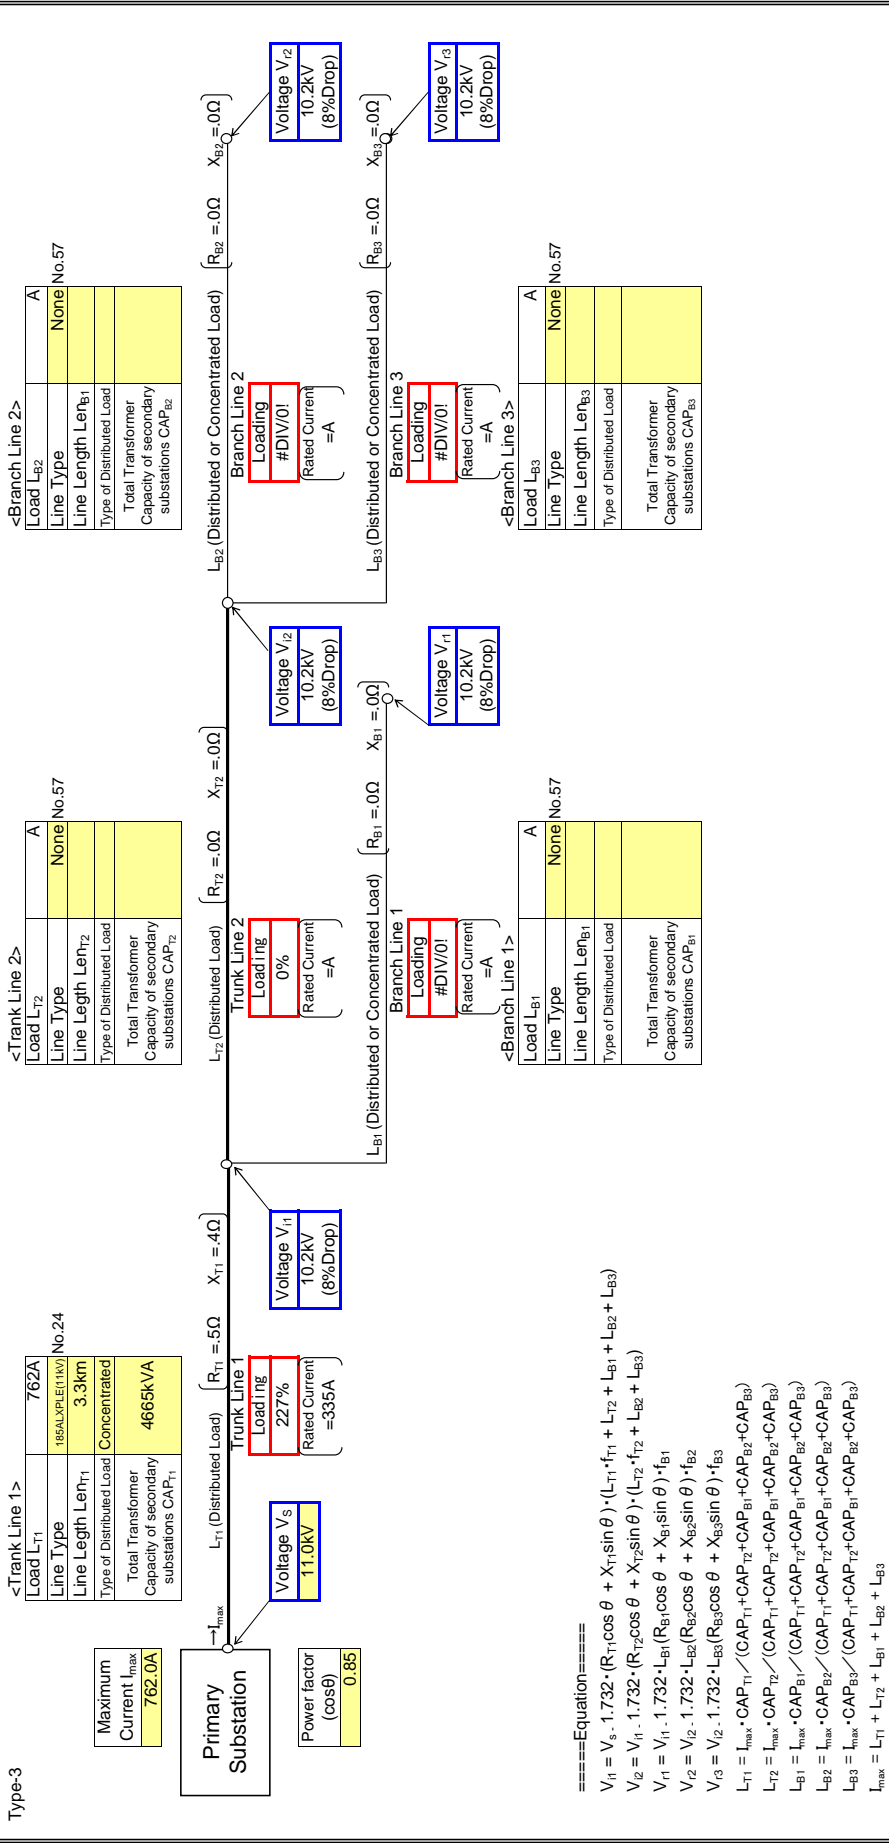 Type-3
<Trank Line 1>
Load L_T1 762A
Line Type 185ALXPLE(11kV) No.24
Line Legth Len_T1 3.3km
Type of Distributed Load Concentrated
Total Transformer
Capacity of secondary
substations CAP_T1
4665kVA
<Trank Line 2>
Load L_T2 A
Line Type None No.57
Line Legth Len_T2
Type of Distributed Load
Total Transformer
Capacity of secondary
substations CAP_T2
<Branch Line 2>
Load L_B2 A
Line Type None No.57
Line Length Len_B1
Type of Distributed Load
Total Transformer
Capacity of secondary
substations CAP_B2
Maximum
Current I_max
762.0A
Primary
Substation
Power factor
(cosθ)
0.85
→I_max
Voltage V_S
11.0kV
L_T1 (Distributed Load)
R_T1 =.5Ω X_T1 =.4Ω
Trunk Line 1
Loading
227%
Rated Current
=335A
Voltage V_i1
10.2kV
(8%Drop)
L_T2 (Distributed Load)
R_T2 =.0Ω X_T2 =.0Ω
Trunk Line 2
Loading
0%
Rated Current
=A
Voltage V_i2
10.2kV
(8%Drop)
L_B2 (Distributed or Concentrated Load)
R_B2 =.0Ω X_B2 =.0Ω
Branch Line 2
Loading
#DIV/0!
Rated Current
=A
Voltage V_r2
10.2kV
(8%Drop)
L_B1 (Distributed or Concentrated Load)
R_B1 =.0Ω X_B1 =.0Ω
Branch Line 1
Loading
#DIV/0!
Rated Current
=A
Voltage V_r1
10.2kV
(8%Drop)
L_B3 (Distributed or Concentrated Load)
R_B3 =.0Ω X_B3 =.0Ω
Branch Line 3
Loading
#DIV/0!
Rated Current
=A
Voltage V_r3
10.2kV
(8%Drop)
<Branch Line 1>
Load L_B1 A
Line Type None No.57
Line Length Len_B1
Type of Distributed Load
Total Transformer
Capacity of secondary
substations CAP_B1
<Branch Line 3>
Load L_B3 A
Line Type None No.57
Line Length Len_B3
Type of Distributed Load
Total Transformer
Capacity of secondary
substations CAP_B3
=====Equation=====
V_i1 = V_s - 1.732・(R_T1cos θ + X_T1sin θ)・(L_T1・f_T1 + L_T2 + L_B1 + L_B2 + L_B3)
V_i2 = V_i1 - 1.732・(R_T2cos θ + X_T2sin θ)・(L_T2・f_T2 + L_B2 + L_B3)
V_r1 = V_i1 - 1.732・L_B1(R_B1cos θ + X_B1sin θ)・f_B1
V_r2 = V_i2 - 1.732・L_B2(R_B2cos θ + X_B2sin θ)・f_B2
V_r3 = V_i2 - 1.732・L_B3(R_B3cos θ + X_B3sin θ)・f_B3
L_T1 = I_max・CAP_T1／(CAP_T1+CAP_T2+CAP_B1+CAP_B2+CAP_B3)
L_T2 = I_max・CAP_T2／(CAP_T1+CAP_T2+CAP_B1+CAP_B2+CAP_B3)
L_B1 = I_max・CAP_B1／(CAP_T1+CAP_T2+CAP_B1+CAP_B2+CAP_B3)
L_B2 = I_max・CAP_B2／(CAP_T1+CAP_T2+CAP_B1+CAP_B2+CAP_B3)
L_B3 = I_max・CAP_B3／(CAP_T1+CAP_T2+CAP_B1+CAP_B2+CAP_B3)
I_max = L_T1 + L_T2 + L_B1 + L_B2 + L_B3